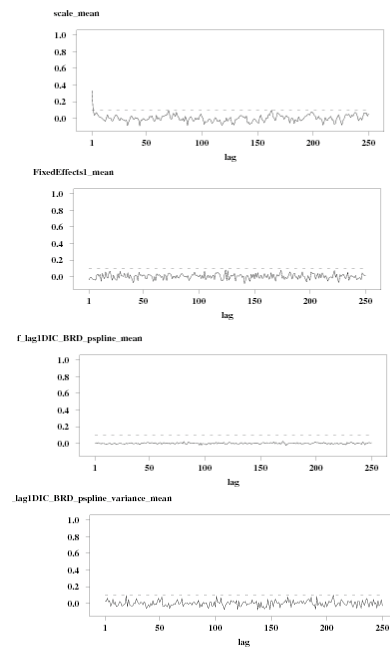 scale_mean
1.0
0.8
0.6
0.4
0.2
0.0
1 50 100 150 200 250
lag
FixedEffects1_mean
1.0
0.8
0.6
0.4
0.2
0.0
1 50 100 150 200 250
lag
f_lag1DIC_BRD_pspline_mean
1.0
0.8
0.6
0.4
0.2
0.0
1 50 100 150 200 250
lag
_lag1DIC_BRD_pspline_variance_mean
1.0
0.8
0.6
0.4
0.2
0.0
1 50 100 150 200 250
lag